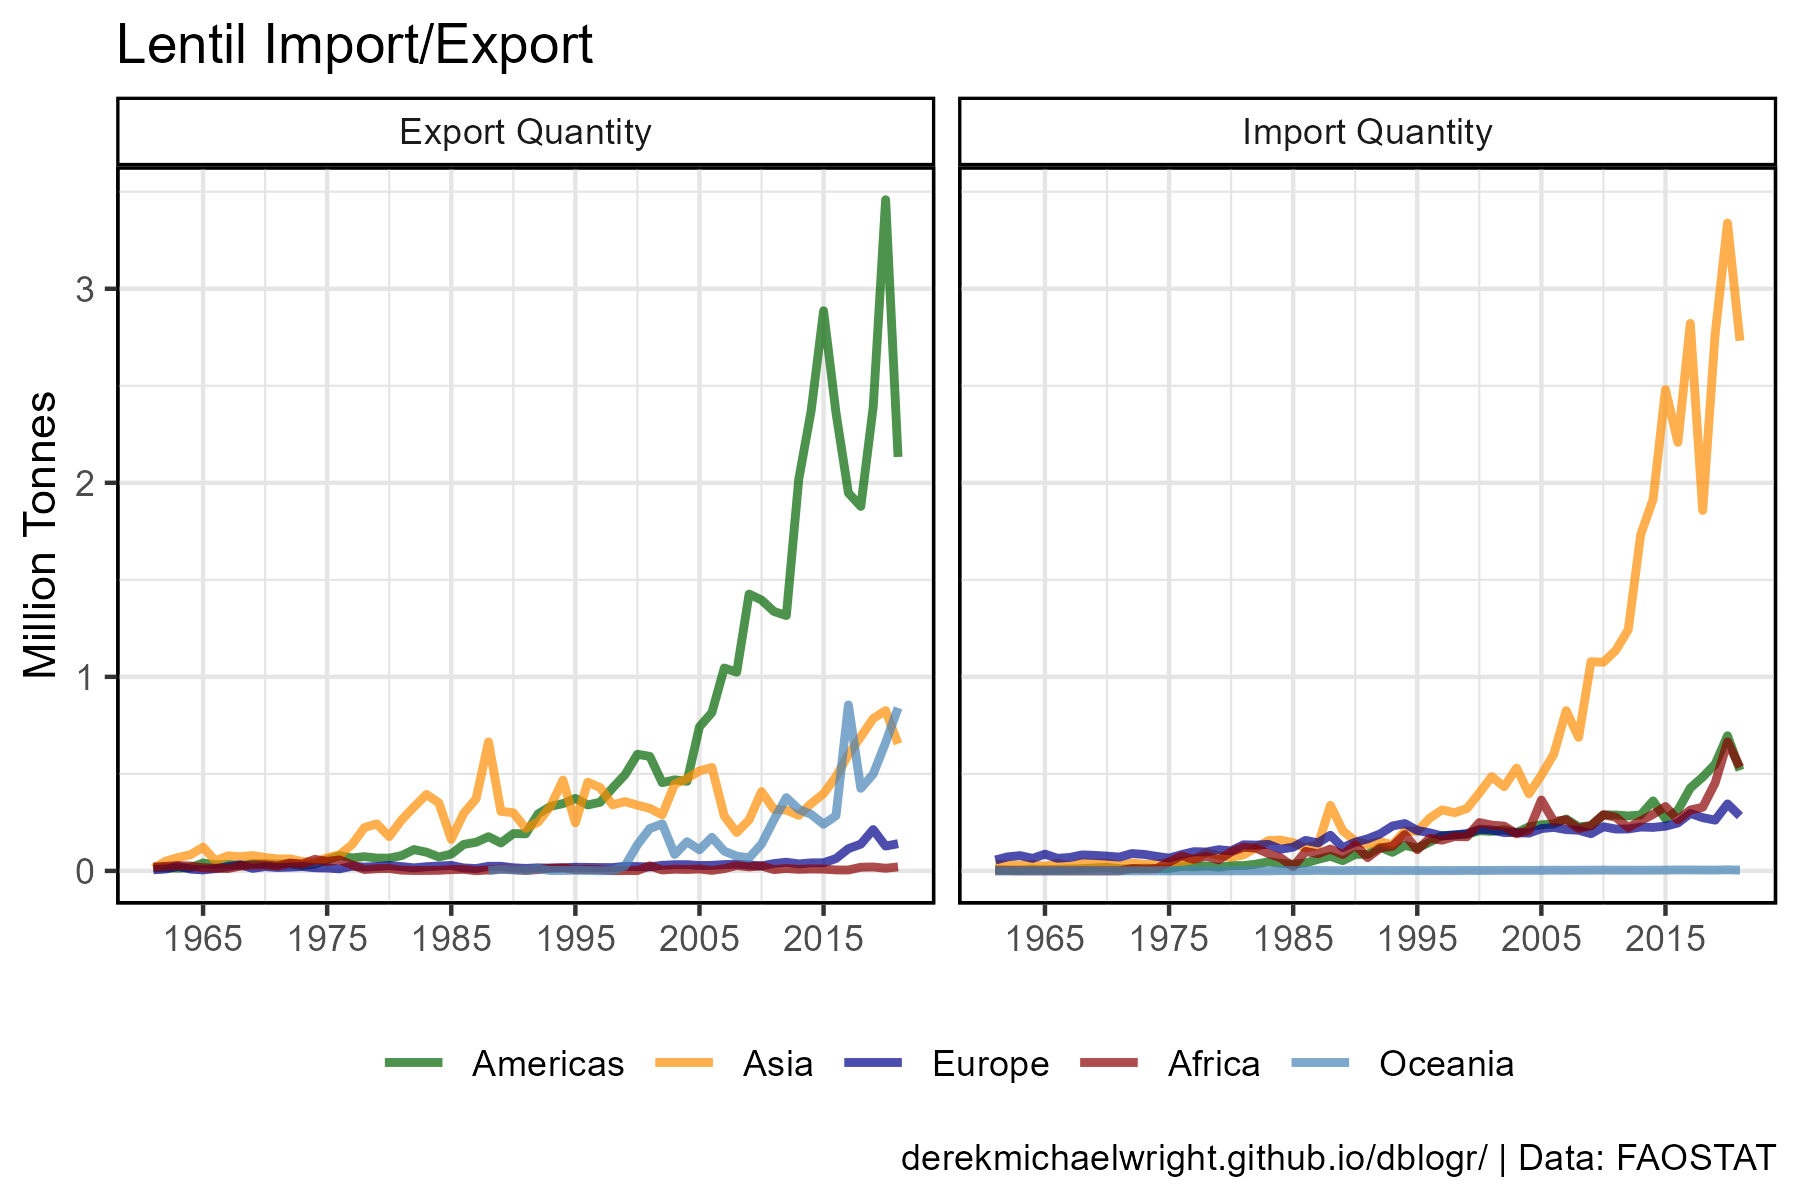 Lentil Import/Export
Export Quantity
Import Quantity
Million Tonnes
3
2
1
0
1965 1975 1985 1995 2005 2015
1965 1975 1985 1995 2005 2015
Americas Asia Europe Africa Oceania
derekmichaelwright.github.io/dblogr/ | Data: FAOSTAT